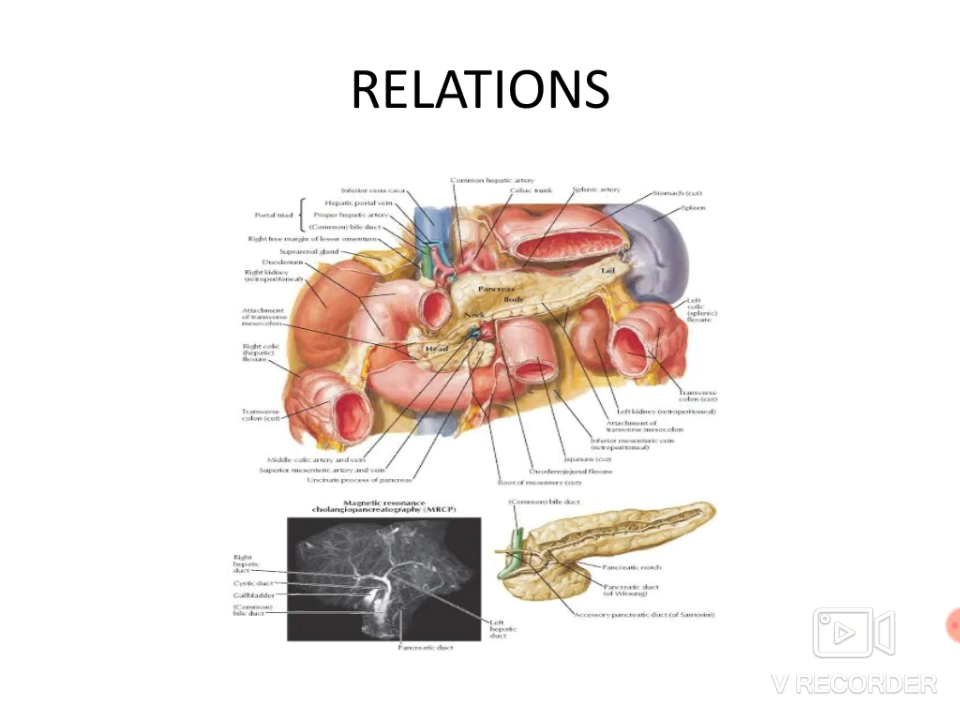 RELATIONS
Common hepatic artery
Inferior vena cava
Celiac trunk
Splenic artery
Stomach (cut)
Hepatic portal vein
Spleen
Portal triad
Proper hepatic artery
(Common) bile duct
Right free margin of lesser omentum
Suprarenal gland
Duodenum
Right kidney
(retroperitoneal)
Tail
Pancreas
Body
Neck
Head
Attachment
of transverse
mesocolon
Left
colic
(splenic)
flexure
Right colic
(hepatic)
flexure
Transverse
colon (cut)
Transverse
colon (cut)
Left kidney (retroperitoneal)
Attachment of
transverse mesocolon
Inferior mesenteric vein
(retroperitoneal)
Jejunum (cut)
Duodenojejunal flexure
Root of mesentery (cut)
Middle colic artery and vein
Superior mesenteric artery and vein
Uncinate process of pancreas
Magnetic resonance
cholangiopancreatography (MRCP)
Right
hepatic
duct
Cystic duct
Gallbladder
(Common)
bile duct
Left
hepatic
duct
Pancreatic duct
(Common) bile duct
Pancreatic notch
Pancreatic duct
(of Wirsung)
Accessory pancreatic duct (of Santorini)
V RECORDER